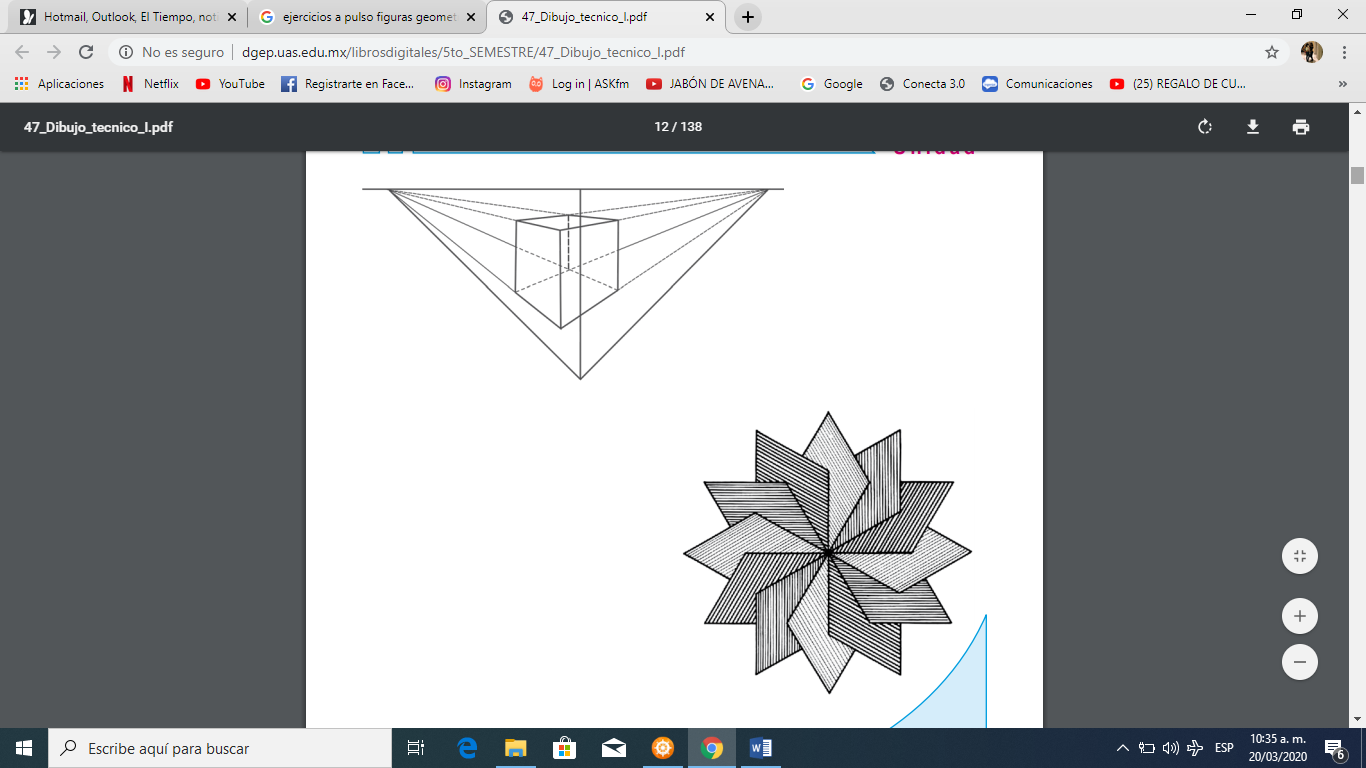 Hotmail, Outlook, El Tiempo, noti
ejercicios a pulso figuras geomet
47_Dibujo_tecnico_I.pdf
No es seguro
dgep.uas.edu.mx/librosdigitales/5to_SEMESTRE/47_Dibujo_tecnico_I.pdf
Aplicaciones
Netflix
YouTube
Registrarte en Face...
Instagram
Log in | ASKfm
JABÓN DE AVENA...
Google
Conecta 3.0
Comunicaciones
(25) REGALO DE CU...
47_Dibujo_tecnico_I.pdf
12 / 138
Escribe aquí para buscar
ESP
10:35 a. m.
20/03/2020
6